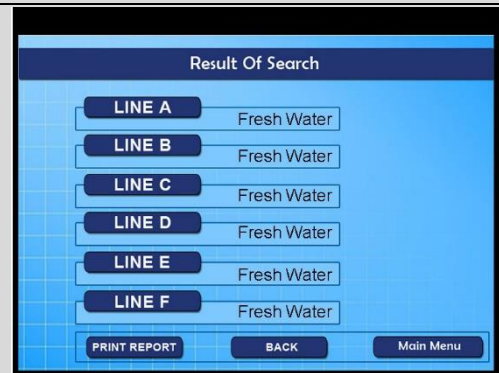 Result Of Search
LINE A
Fresh Water
LINE B
Fresh Water
LINE C
Fresh Water
LINE D
Fresh Water
LINE E
Fresh Water
LINE F
Fresh Water
PRINT REPORT BACK Main Menu